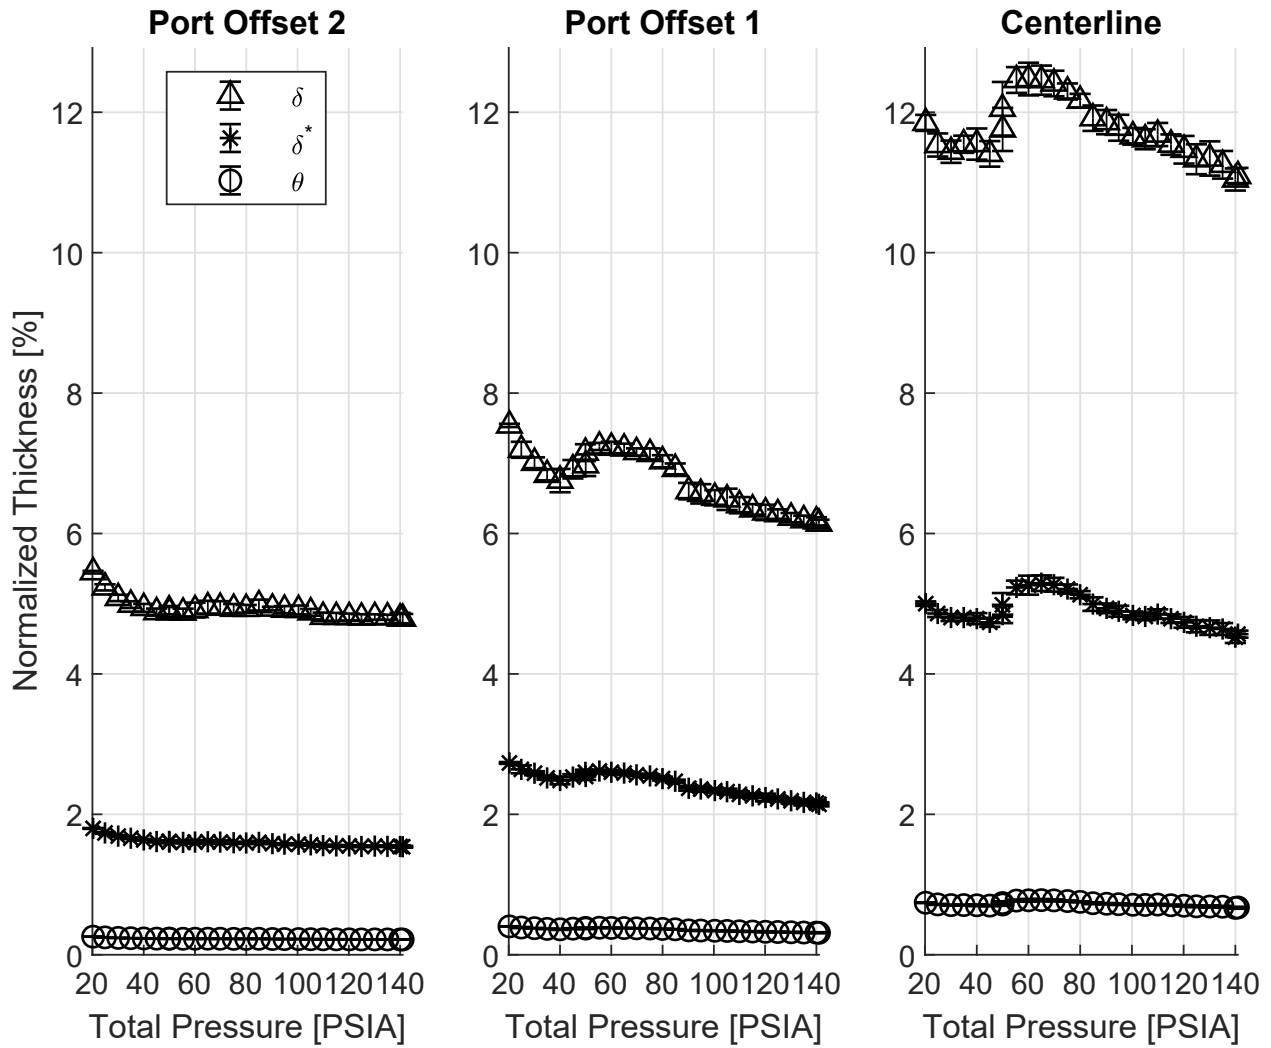 Port Offset 2
Port Offset 1
Centerline
δ
δ*
θ
Normalized Thickness [%]
12
10
8
6
4
2
0
20 40 60 80 100 120 140
Total Pressure [PSIA]
12
10
8
6
4
2
0
20 40 60 80 100 120 140
Total Pressure [PSIA]
12
10
8
6
4
2
0
20 40 60 80 100 120 140
Total Pressure [PSIA]